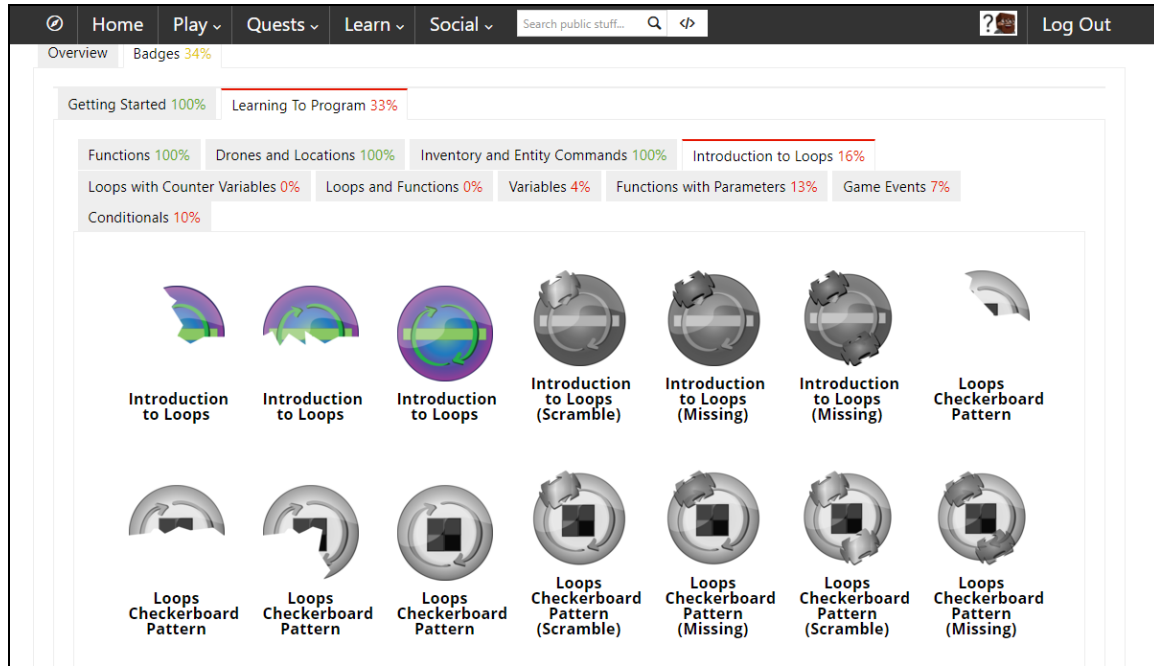 Home Play Quests Learn Social Search public stuff... </> ? Log Out
Overview Badges 34%
Getting Started 100% Learning To Program 33%
Functions 100% Drones and Locations 100% Inventory and Entity Commands 100% Introduction to Loops 16%
Loops with Counter Variables 0% Loops and Functions 0% Variables 4% Functions with Parameters 13% Game Events 7%
Conditionals 10%
Introduction
to Loops
Introduction
to Loops
Introduction
to Loops
Introduction
to Loops
(Scramble)
Introduction
to Loops
(Missing)
Introduction
to Loops
(Missing)
Loops
Checkerboard
Pattern
Loops
Checkerboard
Pattern
Loops
Checkerboard
Pattern
Loops
Checkerboard
Pattern
Loops
Checkerboard
Pattern
(Scramble)
Loops
Checkerboard
Pattern
(Missing)
Loops
Checkerboard
Pattern
(Scramble)
Loops
Checkerboard
Pattern
(Missing)